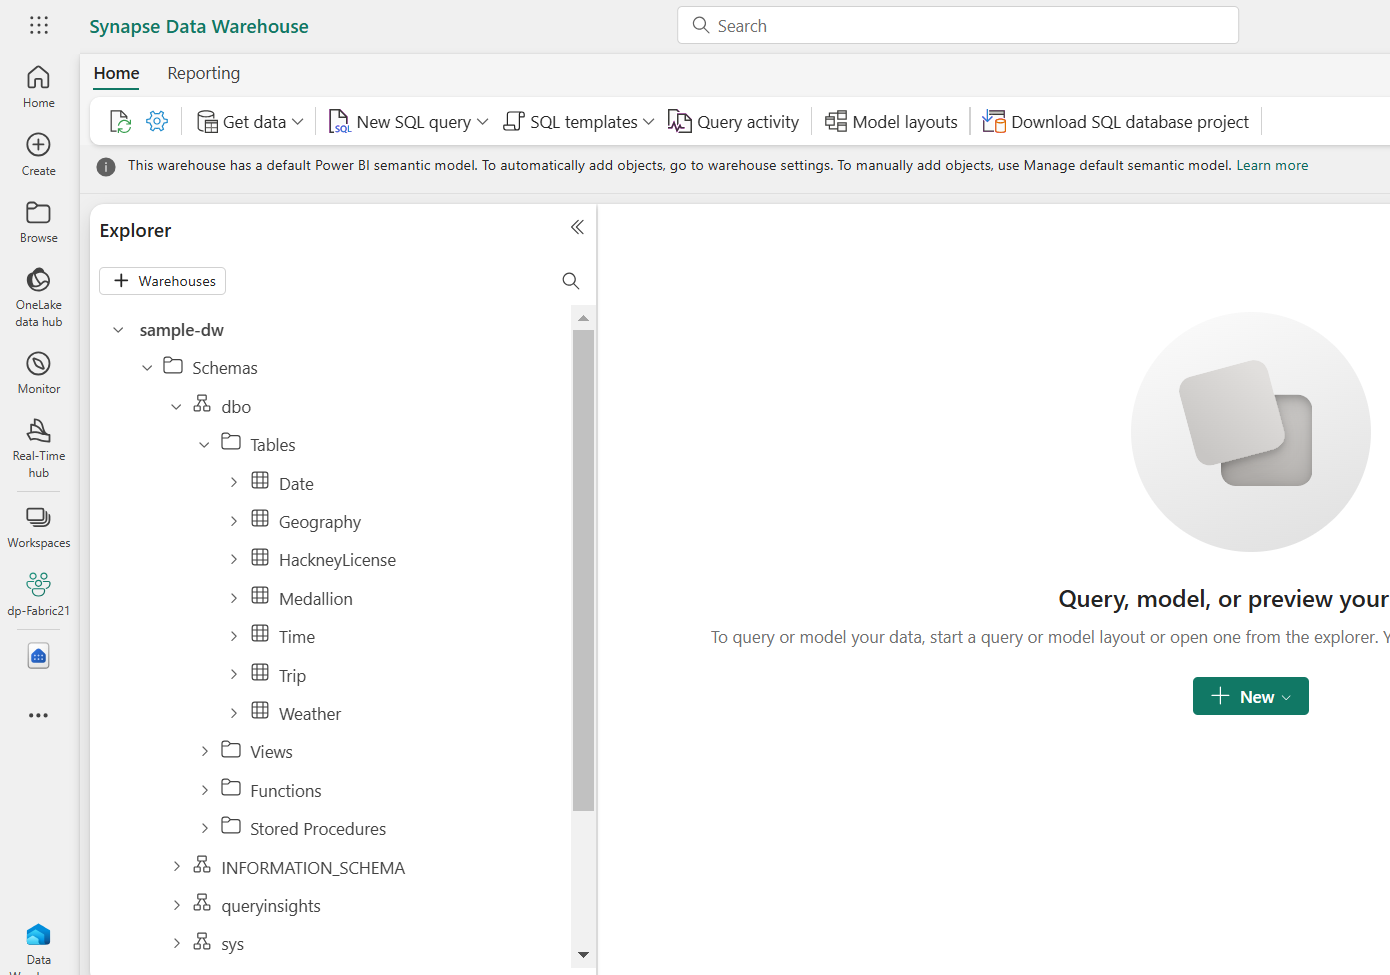 Synapse Data Warehouse
Search
Home
Create
Browse
OneLake
data hub
Monitor
Real-Time
hub
Workspaces
dp-Fabric21
Data
Home Reporting
Get data New SQL query SQL templates Query activity Model layouts Download SQL database project
This warehouse has a default Power BI semantic model. To automatically add objects, go to warehouse settings. To manually add objects, use Manage default semantic model. Learn more
Explorer
+ Warehouses
sample-dw
Schemas
dbo
Tables
Date
Geography
HackneyLicense
Medallion
Time
Trip
Weather
Views
Functions
Stored Procedures
INFORMATION_SCHEMA
queryinsights
sys
Query, model, or preview your
To query or model your data, start a query or model layout or open one from the explorer. Y
+ New